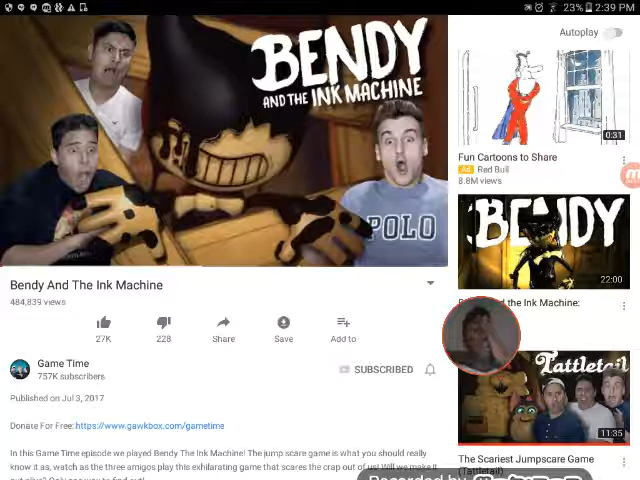 23% 2:39 PM
BENDY
AND THE INK MACHINE
POLO
Bendy And The Ink Machine
484,839 views
27K
228
Share
Save
Add to
Game Time
757K subscribers
SUBSCRIBED
Published on Jul 3, 2017
Donate For Free: https://www.gawkbox.com/gametime
In this Game Time episode we played Bendy The Ink Machine! The jump scare game is what you should really
know it as, watch as the three amigos play this exhilarating game that scares the crap out of us! Will we make it
Autoplay
0:31
Fun Cartoons to Share
Ad Red Bull
8.8M views
BENDY
22:00
d the Ink Machine:
Tattletail
11:35
The Scariest Jumpscare Game
(Tattletail)
Recorded by